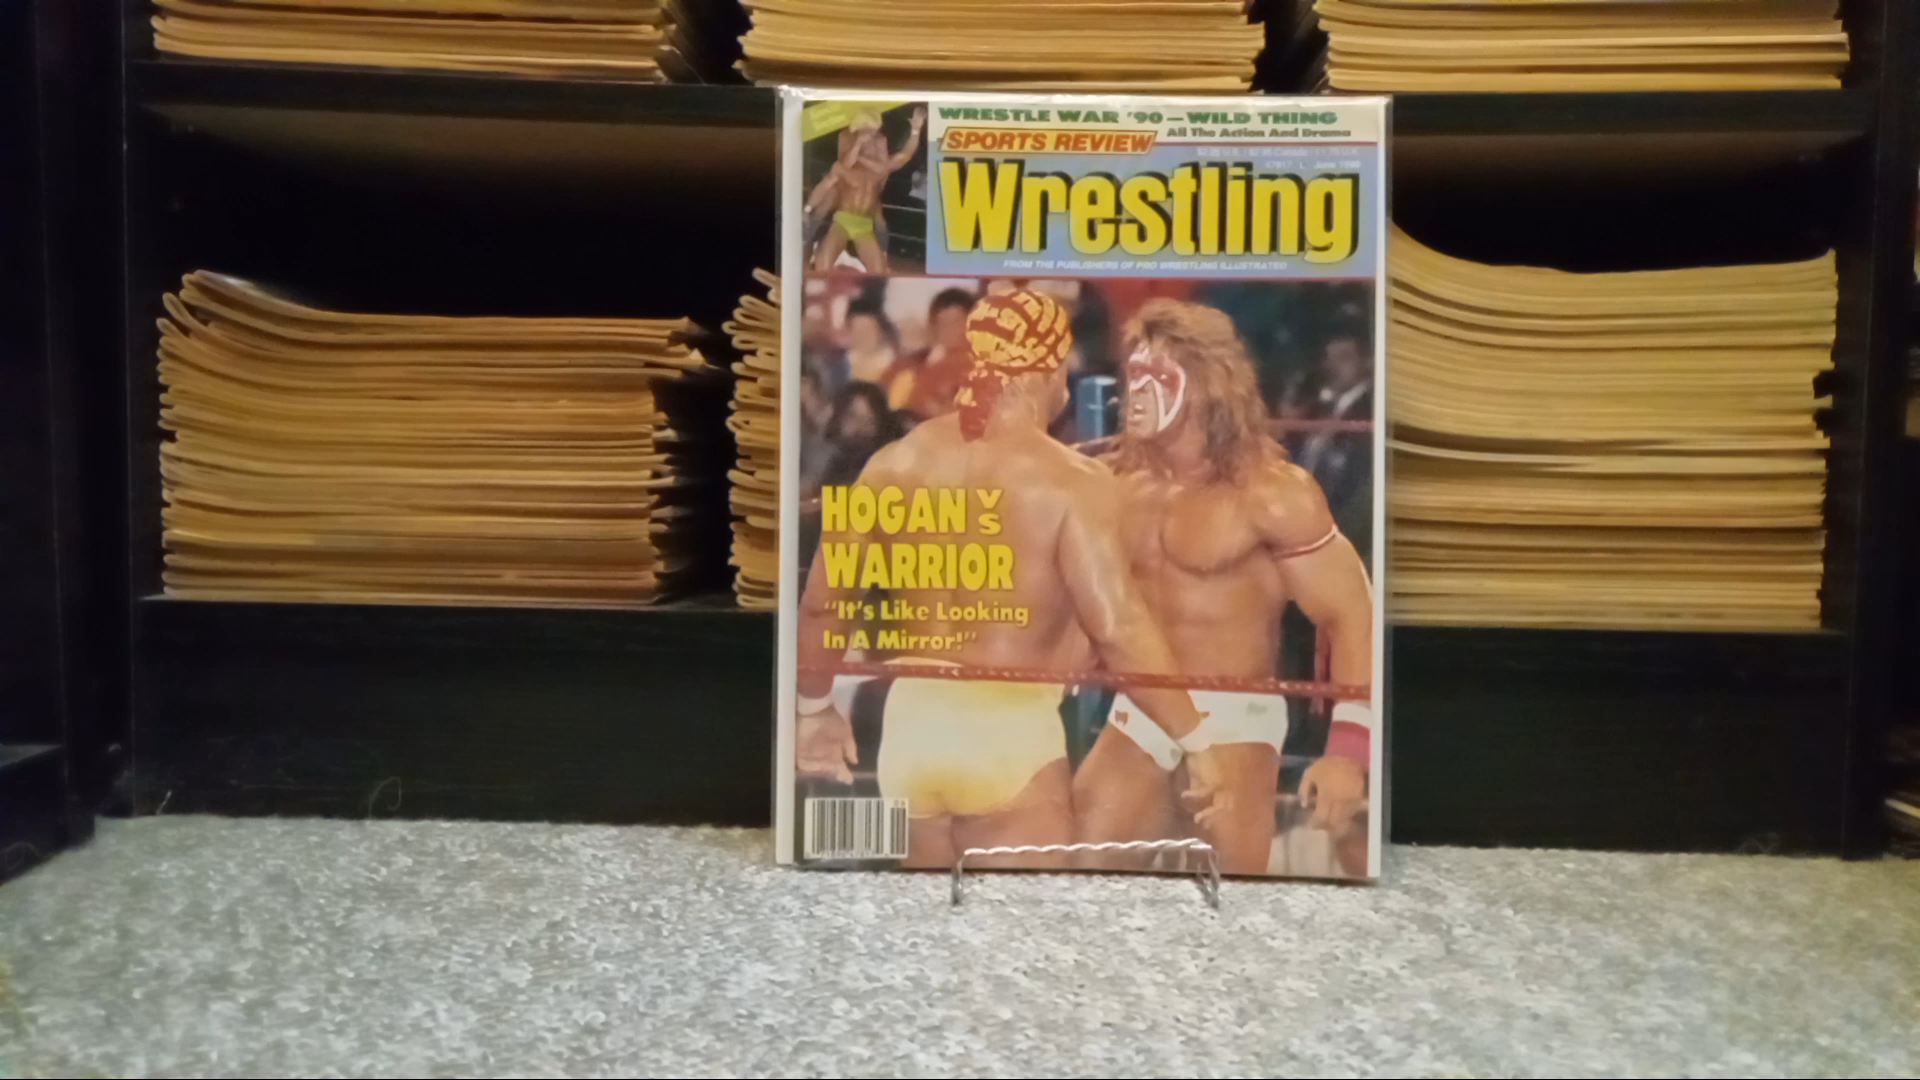 WRESTLE WAR '90—WILD THING
All The Action And Drama
SPORTS REVIEW
Wrestling
FROM THE PUBLISHERS OF PRO WRESTLING ILLUSTRATED
HOGAN VS
WARRIOR
“It's Like Looking
In A Mirror!”